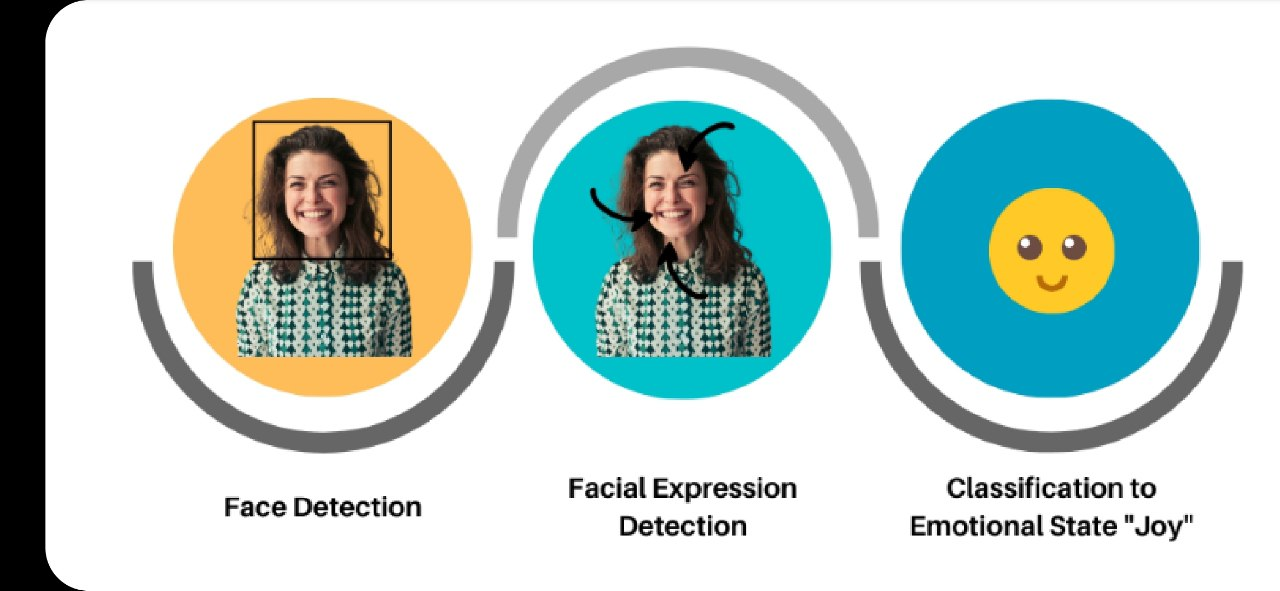 Face Detection
Facial Expression
Detection
Classification to
Emotional State "Joy"